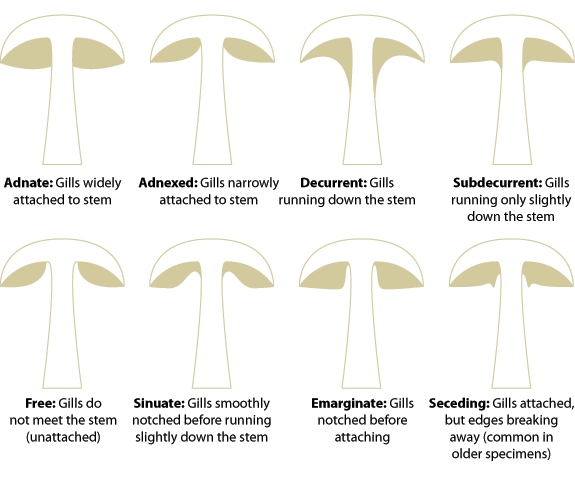 Adnate: Gills widely
attached to stem
Adnexed: Gills narrowly
attached to stem
Decurrent: Gills
running down the stem
Subdecurrent: Gills
running only slightly
down the stem
Free: Gills do
not meet the stem
(unattached)
Sinuate: Gills smoothly
notched before running
slightly down the stem
Emarginate: Gills
notched before
attaching
Seceding: Gills attached,
but edges breaking
away (common in
older specimens)